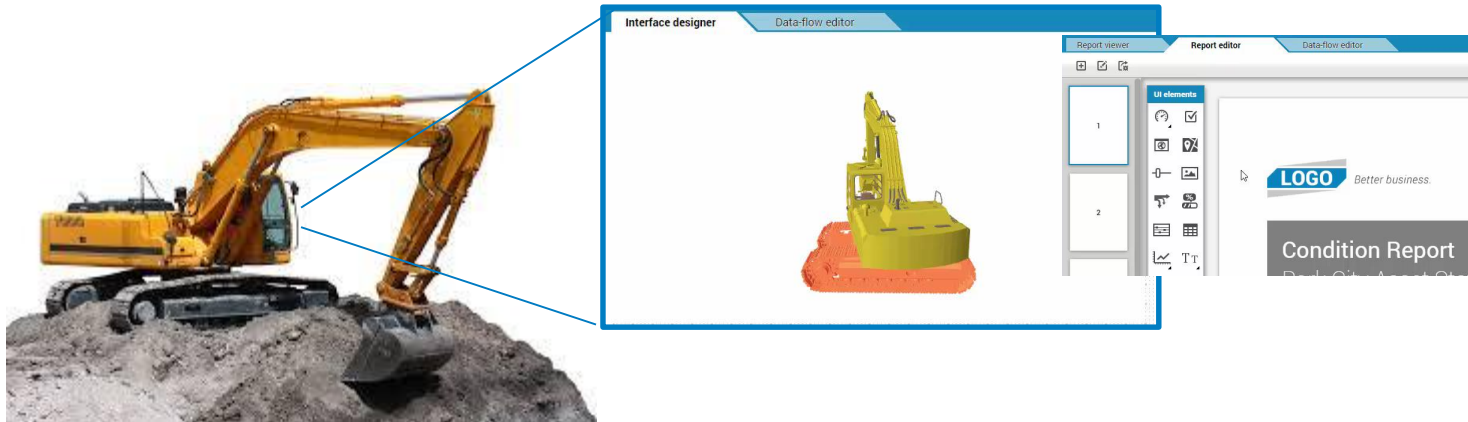 Interface designer
Data-flow editor
Report viewer
Report editor
Data-flow editor
UI elements
1
2
LOGO
Better business.
Condition Report